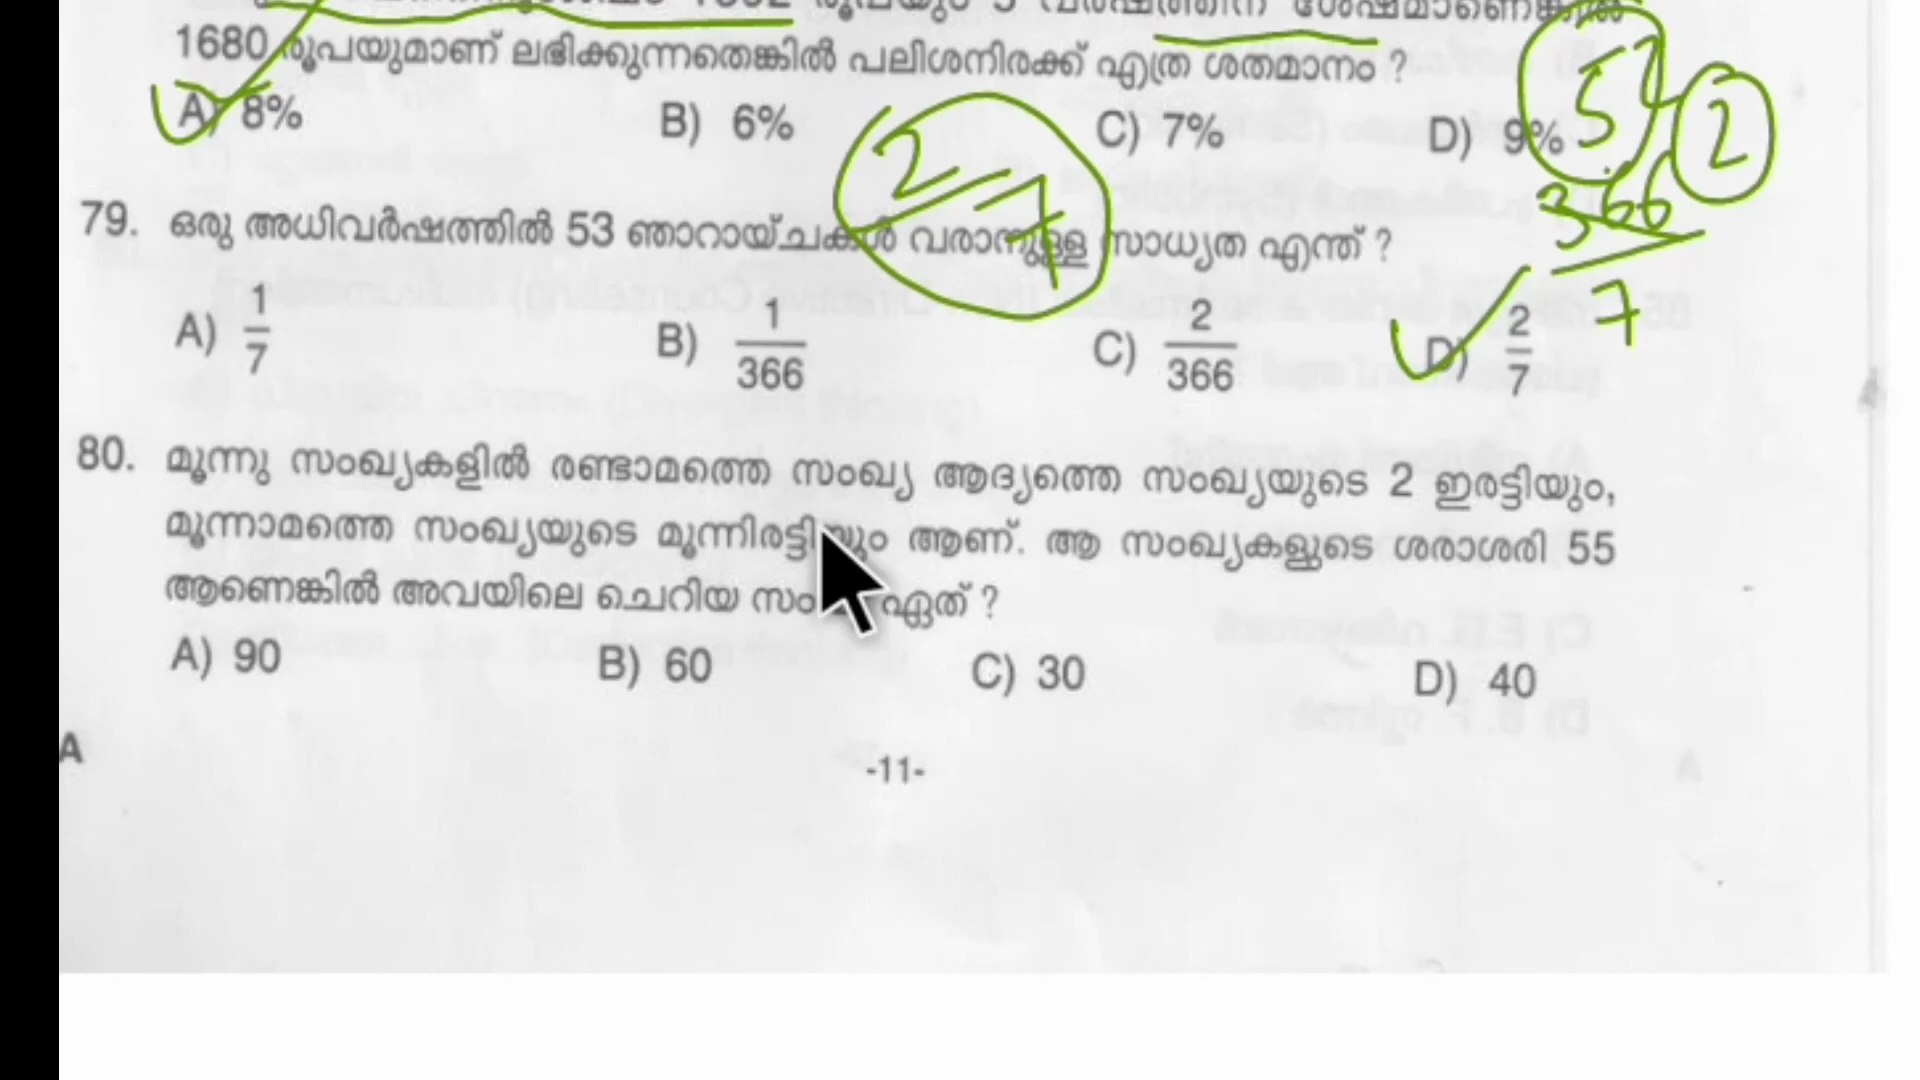 1680 രൂപയുമാണ് ലഭിക്കുന്നതെങ്കിൽ പലിശനിരക്ക് എത്ര ശതമാനം ?
A) 8% B) 6% C) 7% D) 9%
52
2
2/7
366
7
79. ഒരു അധിവർഷത്തിൽ 53 ഞാറായ്ചകൾ വരാനുള്ള സാധ്യത എന്ത് ?
A) 1/7 B) 1/366 C) 2/366 D) 2/7
80. മൂന്നു സംഖ്യകളിൽ രണ്ടാമത്തെ സംഖ്യ ആദ്യത്തെ സംഖ്യയുടെ 2 ഇരട്ടിയും,
മൂന്നാമത്തെ സംഖ്യയുടെ മൂന്നിരട്ടിയും ആണ്. ആ സംഖ്യകളുടെ ശരാശരി 55
ആണെങ്കിൽ അവയിലെ ചെറിയ ഏത് ?
A) 90 B) 60 C) 30 D) 40
A
-11-